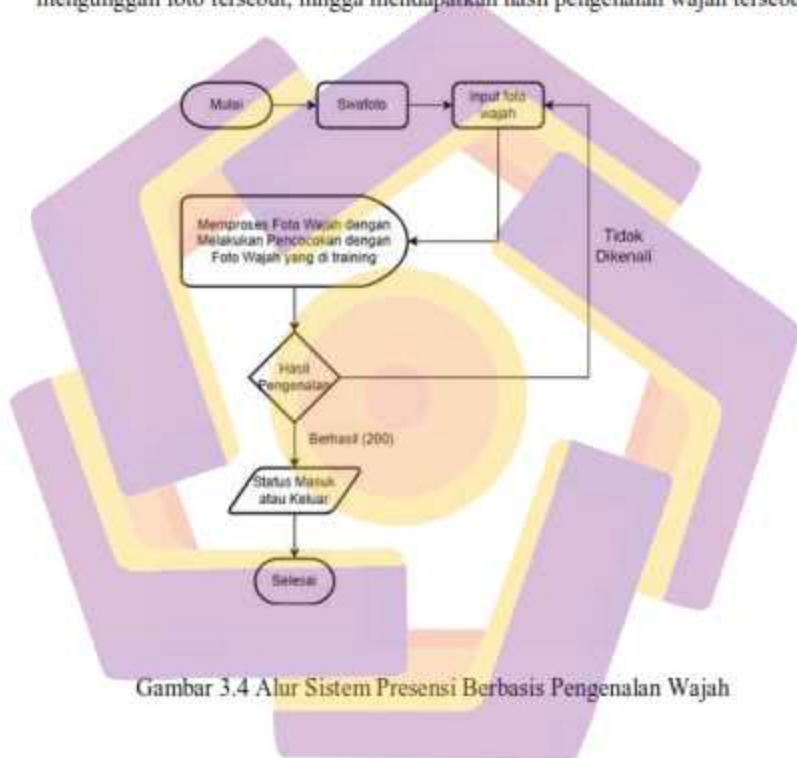 mengunggah foto tersebut, hingga mendapatkan hasil pengenalan wajah
Mulai
Swafoto
Input foto
wajah
Memproses Foto Wajah dengan
Melakukan Pencocokan dengan
Foto Wajah yang di training
Tidak
Dikenali
Hasil
Pengenalan
Berhasil (200)
Status Masuk
atau Keluar
Selesai
Gambar 3.4 Alur Sistem Presensi Berbasis Pengenalan Wajah